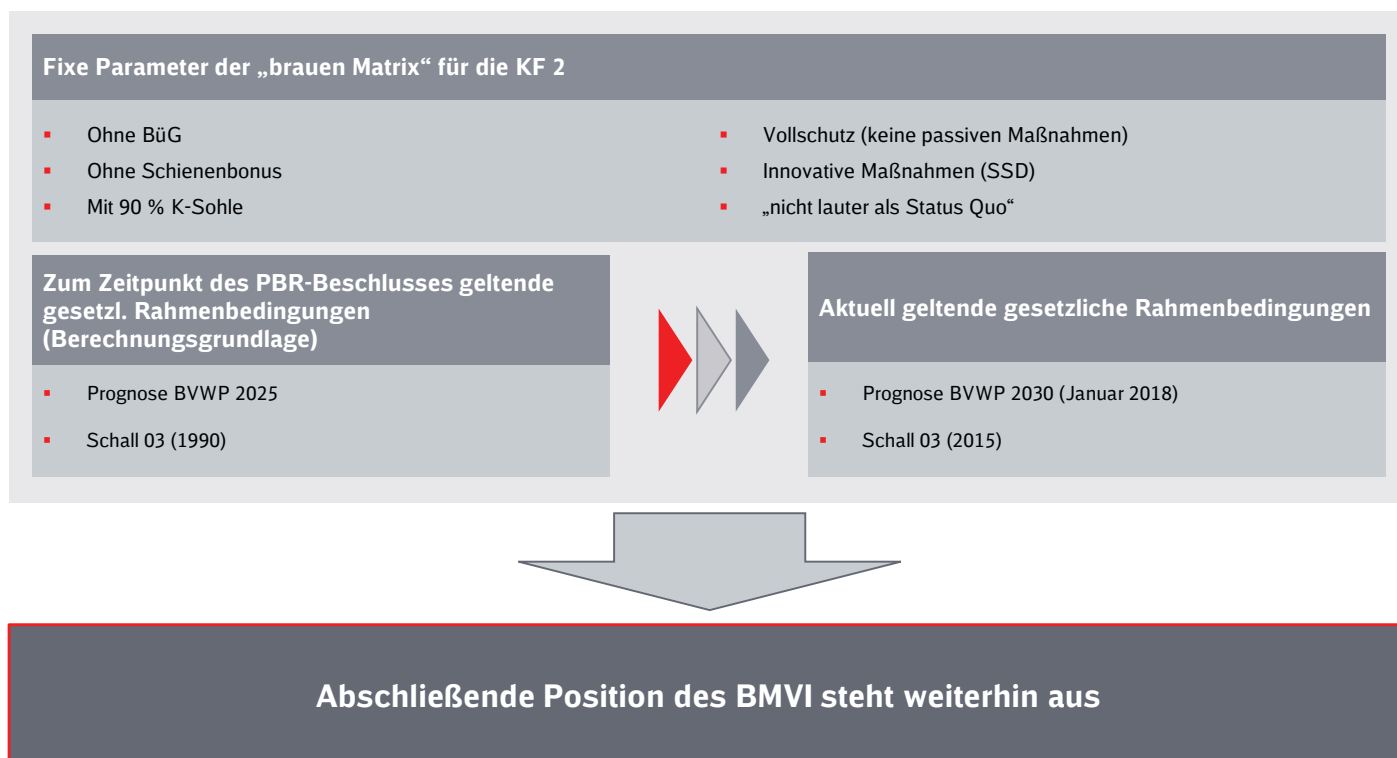 Fixe Parameter der „brauen Matrix“ für die KF 2
▪ Ohne BüG
▪ Ohne Schienenbonus
▪ Mit 90 % K-Sohle
▪ Vollschutz (keine passiven Maßnahmen)
▪ Innovative Maßnahmen (SSD)
▪ „nicht lauter als Status Quo“
Zum Zeitpunkt des PBR-Beschlusses geltende
gesetzl. Rahmenbedingungen
(Berechnungsgrundlage)
▪ Prognose BVWP 2025
▪ Schall 03 (1990)
Aktuell geltende gesetzliche Rahmenbedingungen
▪ Prognose BVWP 2030 (Januar 2018)
▪ Schall 03 (2015)
Abschließende Position des BMVI steht weiterhin aus